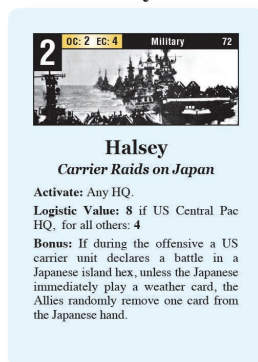 2 OC: 2 EC: 4 Military 72
Halsey
Carrier Raids on Japan
Activate: Any HQ.
Logistic Value: 8 if US Central Pac
HQ, for all others: 4
Bonus: If during the offensive a US
carrier unit declares a battle in a
Japanese island hex, unless the Japanese
immediately play a weather card, the
Allies randomly remove one card from
the Japanese hand.